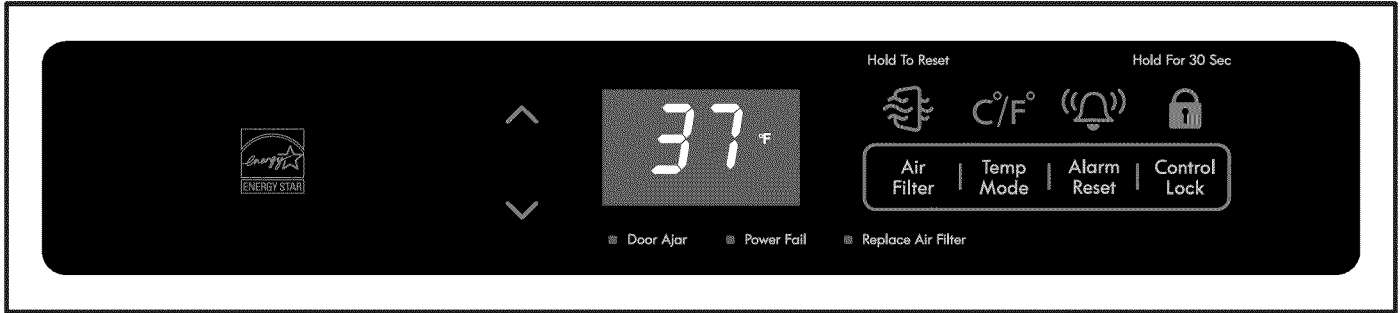 Hold To Reset
Hold For 30 Sec
C°/F°
37 °F
energy
ENERGY STAR
Air Filter
Temp Mode
Alarm Reset
Control Lock
Door Ajar
Power Fail
Replace Air Filter